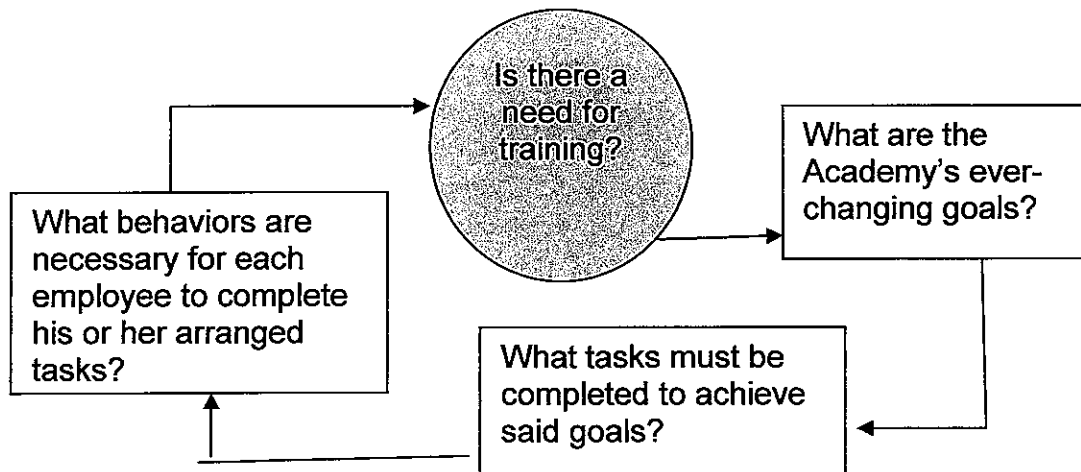 Is there a
need for
training?
What are the
Academy's ever-
changing goals?
What tasks must be
completed to achieve
said goals?
What behaviors are
necessary for each
employee to complete
his or her arranged
tasks?